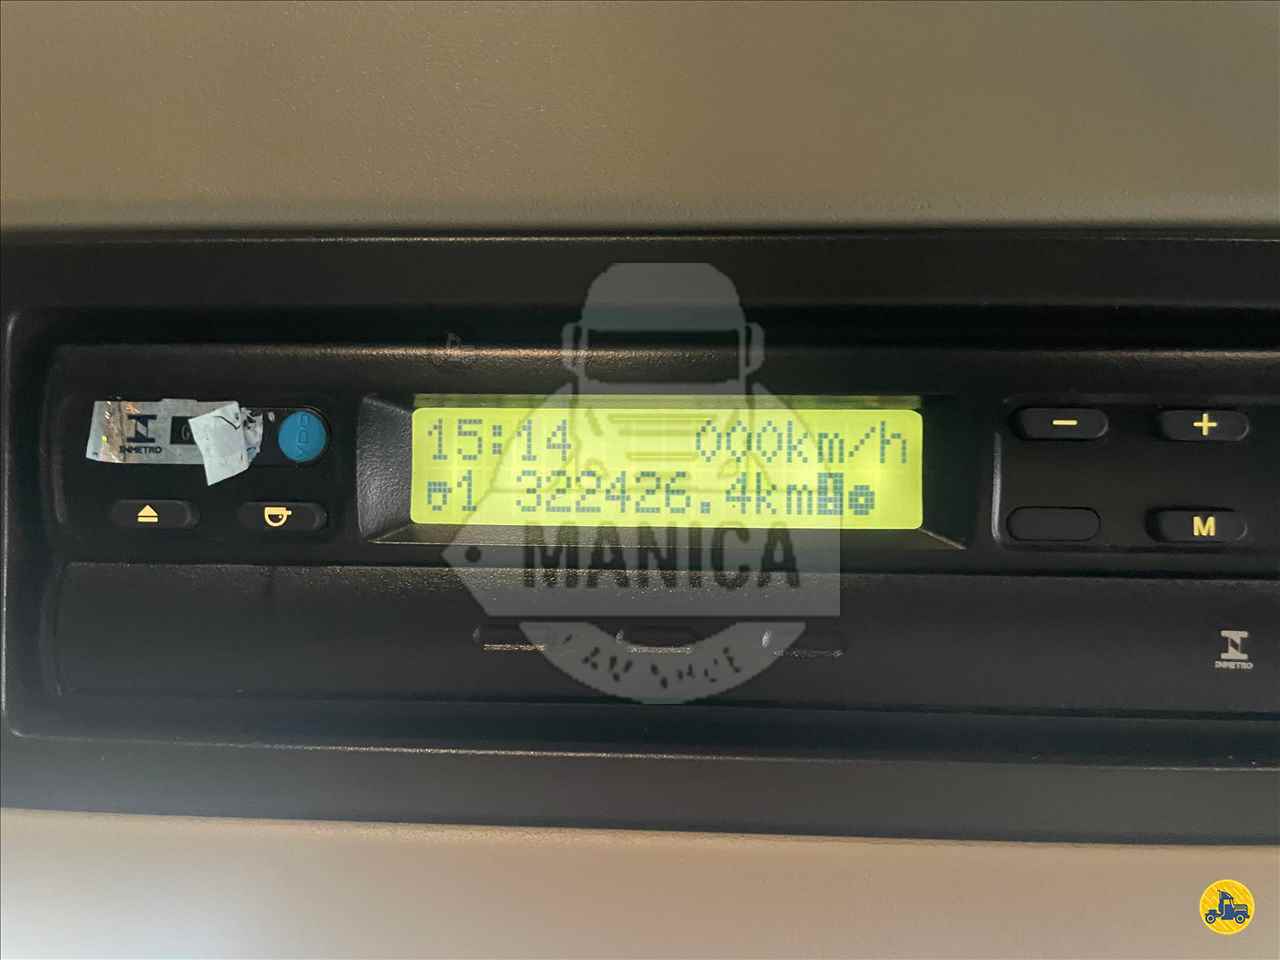 15:14 000km/h
1 322426.4km
VDO
INMETRO
M
INMETRO
MANICA